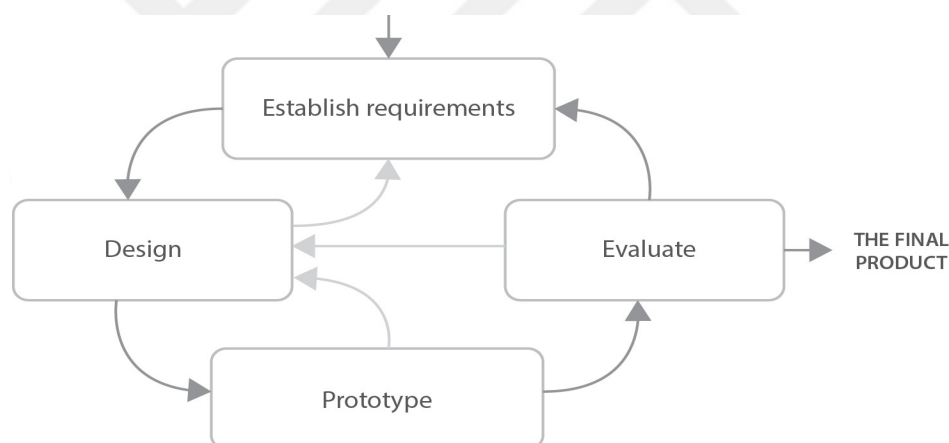 Establish requirements
Design
Evaluate
THE FINAL
PRODUCT
Prototype